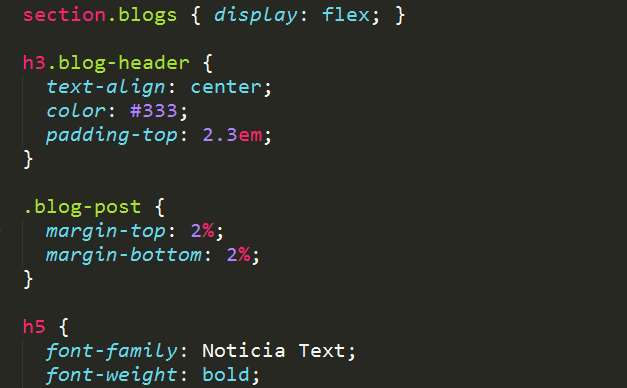 section.blogs { display: flex; }
h3.blog-header {
text-align: center;
color: #333;
padding-top: 2.3em;
}
.blog-post {
margin-top: 2%;
margin-bottom: 2%;
}
h5 {
font-family: Noticia Text;
font-weight: bold;